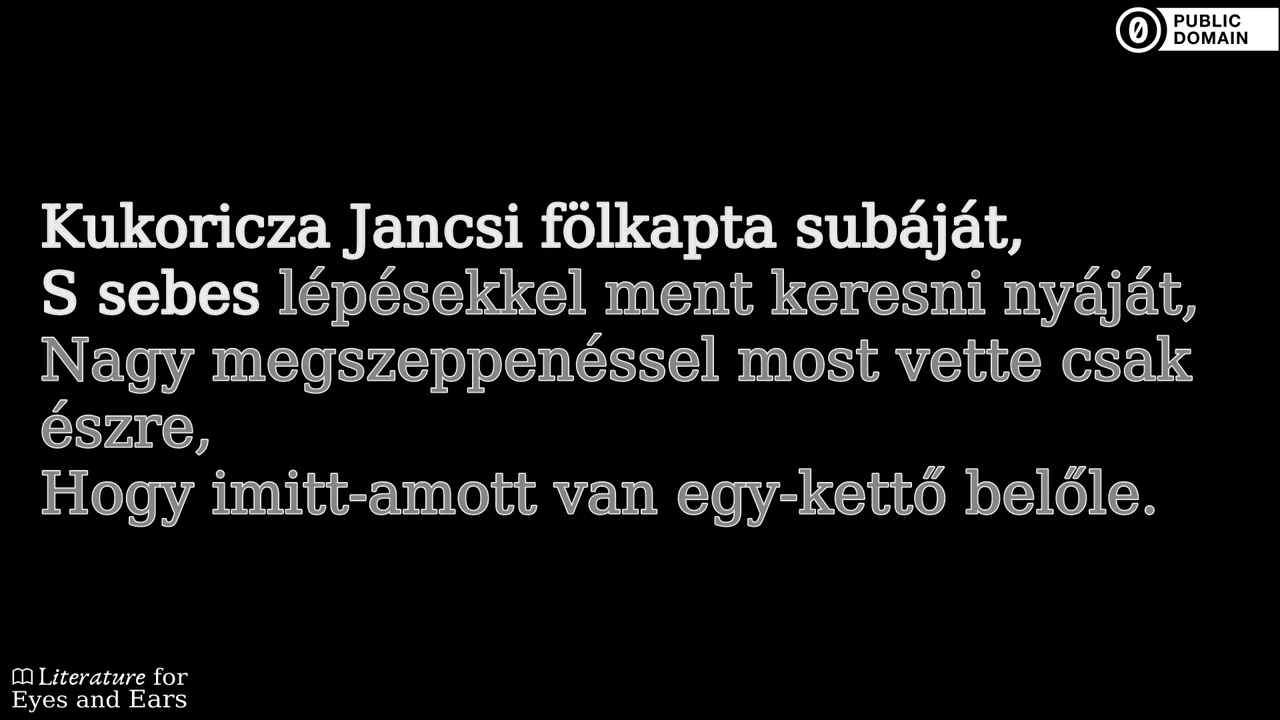 PUBLIC
DOMAIN
Kukoricza Jancsi fölkapta subáját,
S sebes lépésekkel ment keresni nyáját,
Nagy megszeppenéssel most vette csak
észre,
Hogy imitt-amott van egy-kettő belőle.
Literature for
Eyes and Ears